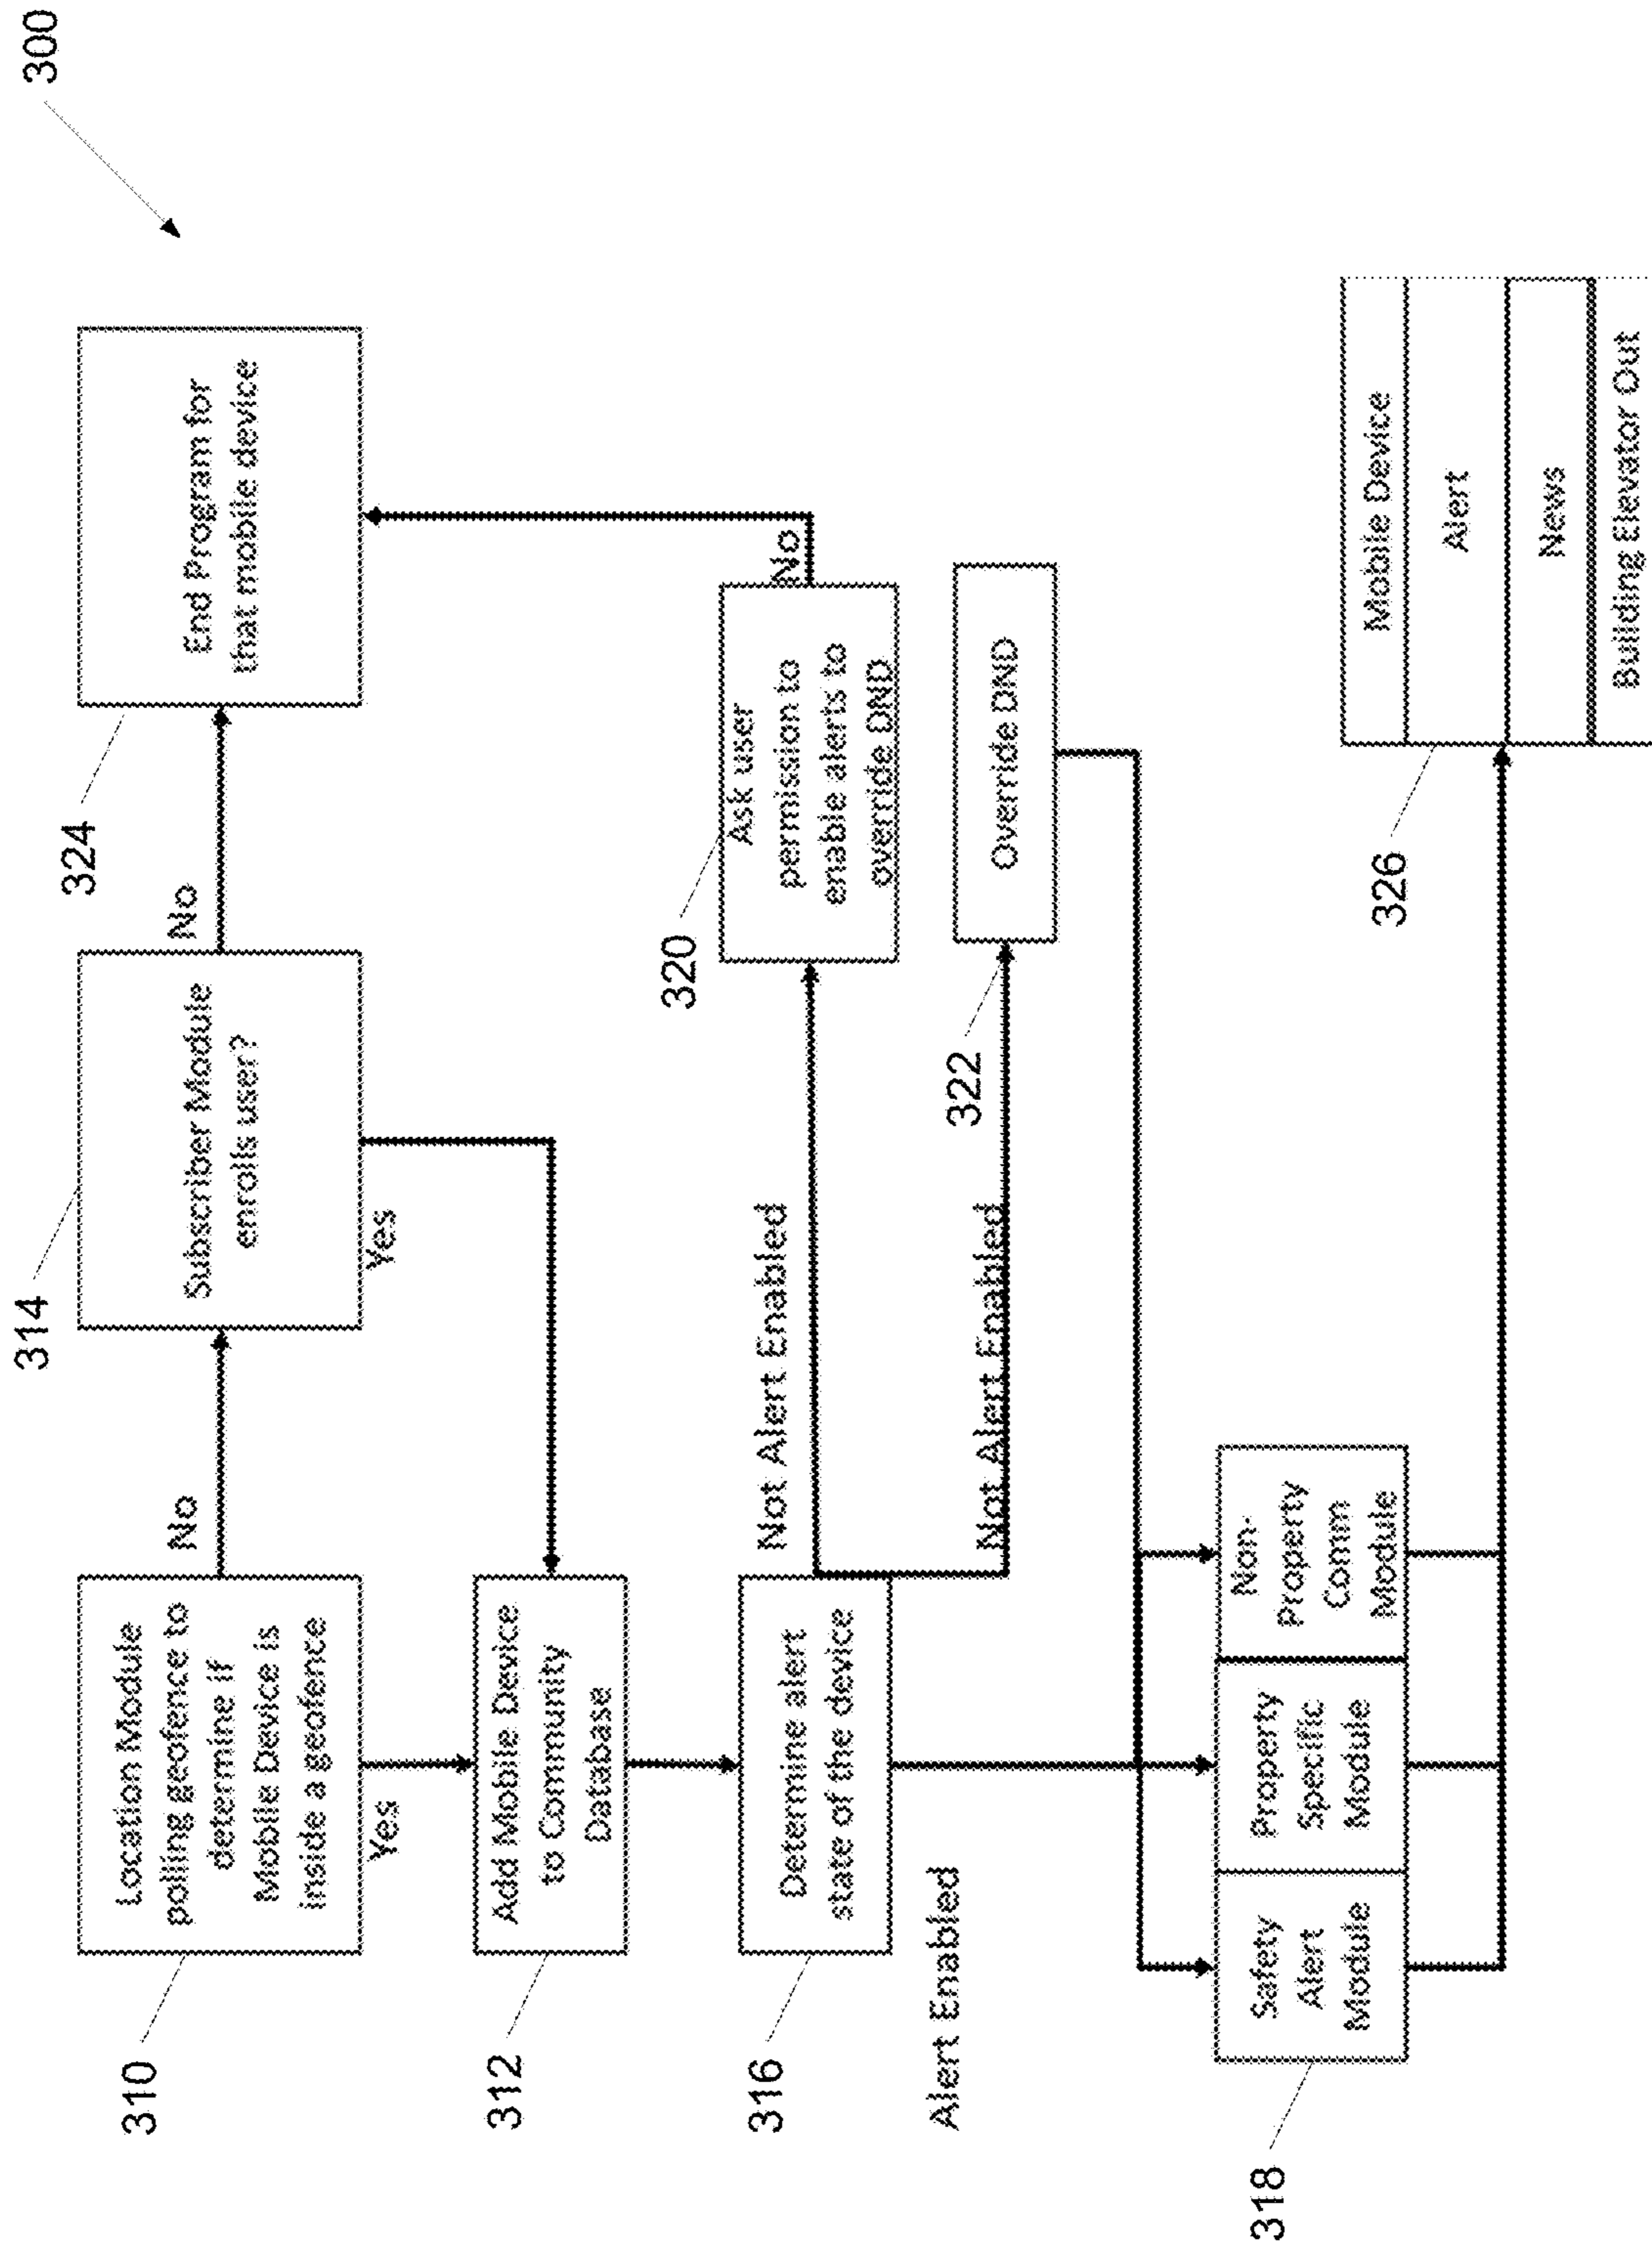 300
310
Location Module
polling geofence to
determine if
Mobile Device is
inside a geofence
No
Yes
314
Subscriber Module
enrolls user?
No
Yes
324
End Program for
that mobile device
312
Add Mobile Device
to Community
Database
316
Determine alert
state of the device
Not Alert Enabled
Not Alert Enabled
Alert Enabled
320
Ask user
permission to
enable alerts to
override DND
No
322
Override DND
318
Safety
Alert
Module
Property
Specific
Module
Non-
Property
Comm
Module
326
Mobile Device
Alert
News
Building Elevator Out